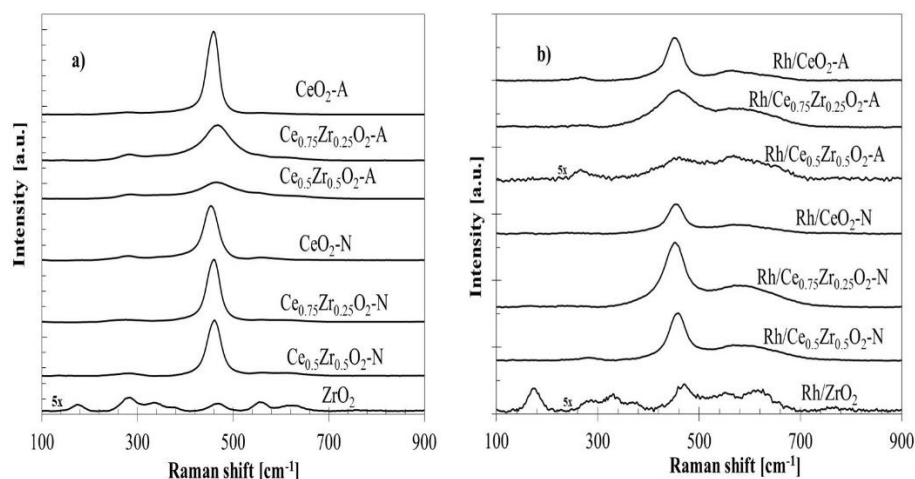 a)
CeO₂-A
Ce₀.₇₅Zr₀.₂₅O₂-A
Ce₀.₅Zr₀.₅O₂-A
CeO₂-N
Ce₀.₇₅Zr₀.₂₅O₂-N
Ce₀.₅Zr₀.₅O₂-N
5x
ZrO₂
Intensity [a.u.]
100 300 500 700 900
Raman shift [cm⁻¹]
b)
Rh/CeO₂-A
Rh/Ce₀.₇₅Zr₀.₂₅O₂-A
Rh/Ce₀.₅Zr₀.₅O₂-A
5x
Rh/CeO₂-N
Rh/Ce₀.₇₅Zr₀.₂₅O₂-N
Rh/Ce₀.₅Zr₀.₅O₂-N
5x
Rh/ZrO₂
Intensity [a.u.]
100 300 500 700 900
Raman shift [cm⁻¹]